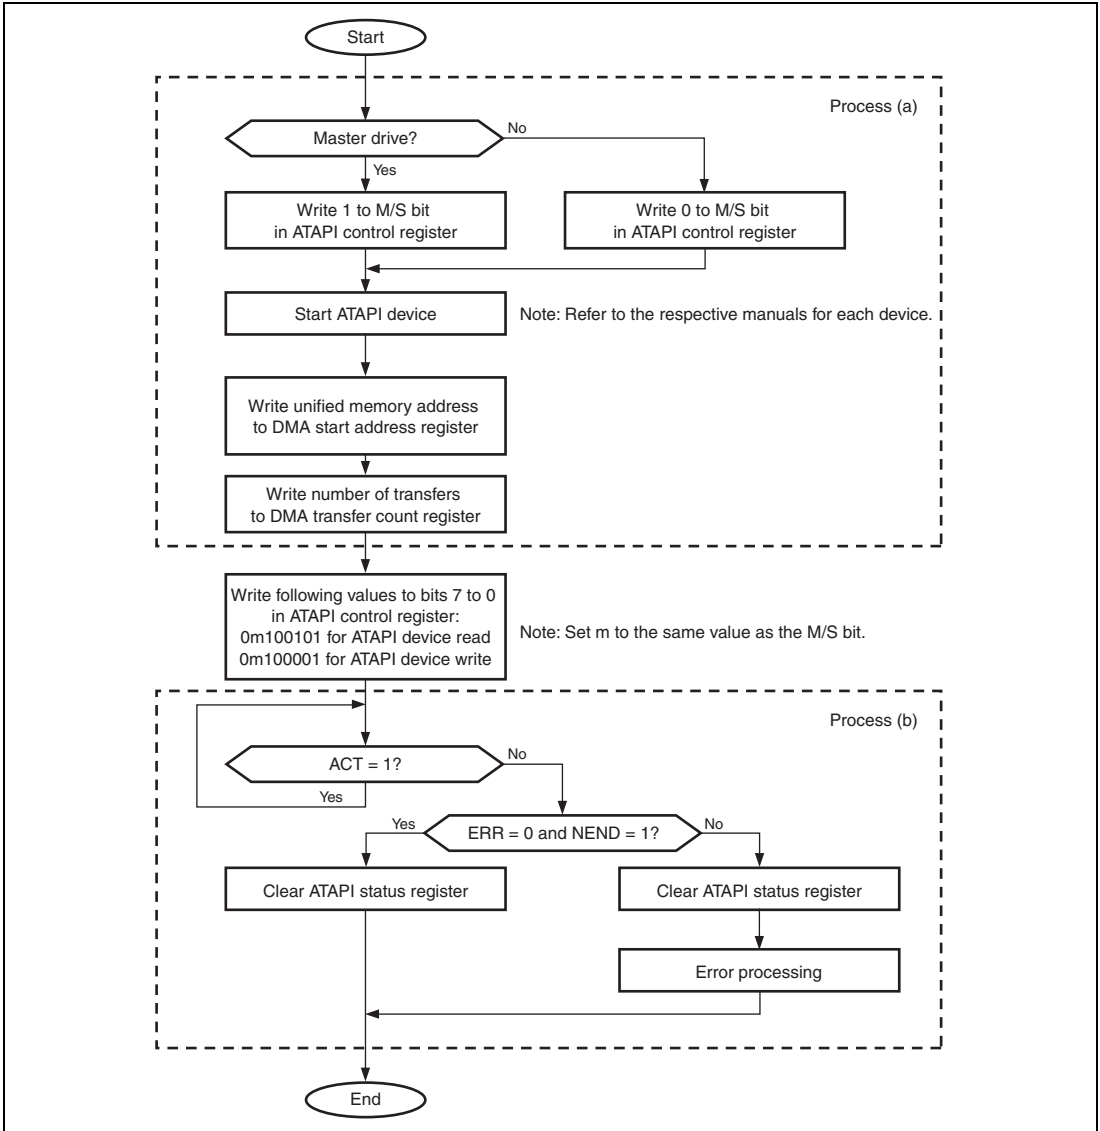 Start
Process (a)
Master drive?
No
Yes
Write 1 to M/S bit
in ATAPI control register
Write 0 to M/S bit
in ATAPI control register
Start ATAPI device
Note: Refer to the respective manuals for each device.
Write unified memory address
to DMA start address register
Write number of transfers
to DMA transfer count register
Write following values to bits 7 to 0
in ATAPI control register:
0m100101 for ATAPI device read
0m100001 for ATAPI device write
Note: Set m to the same value as the M/S bit.
Process (b)
ACT = 1?
No
Yes
ERR = 0 and NEND = 1?
Yes
No
Clear ATAPI status register
Clear ATAPI status register
Error processing
End